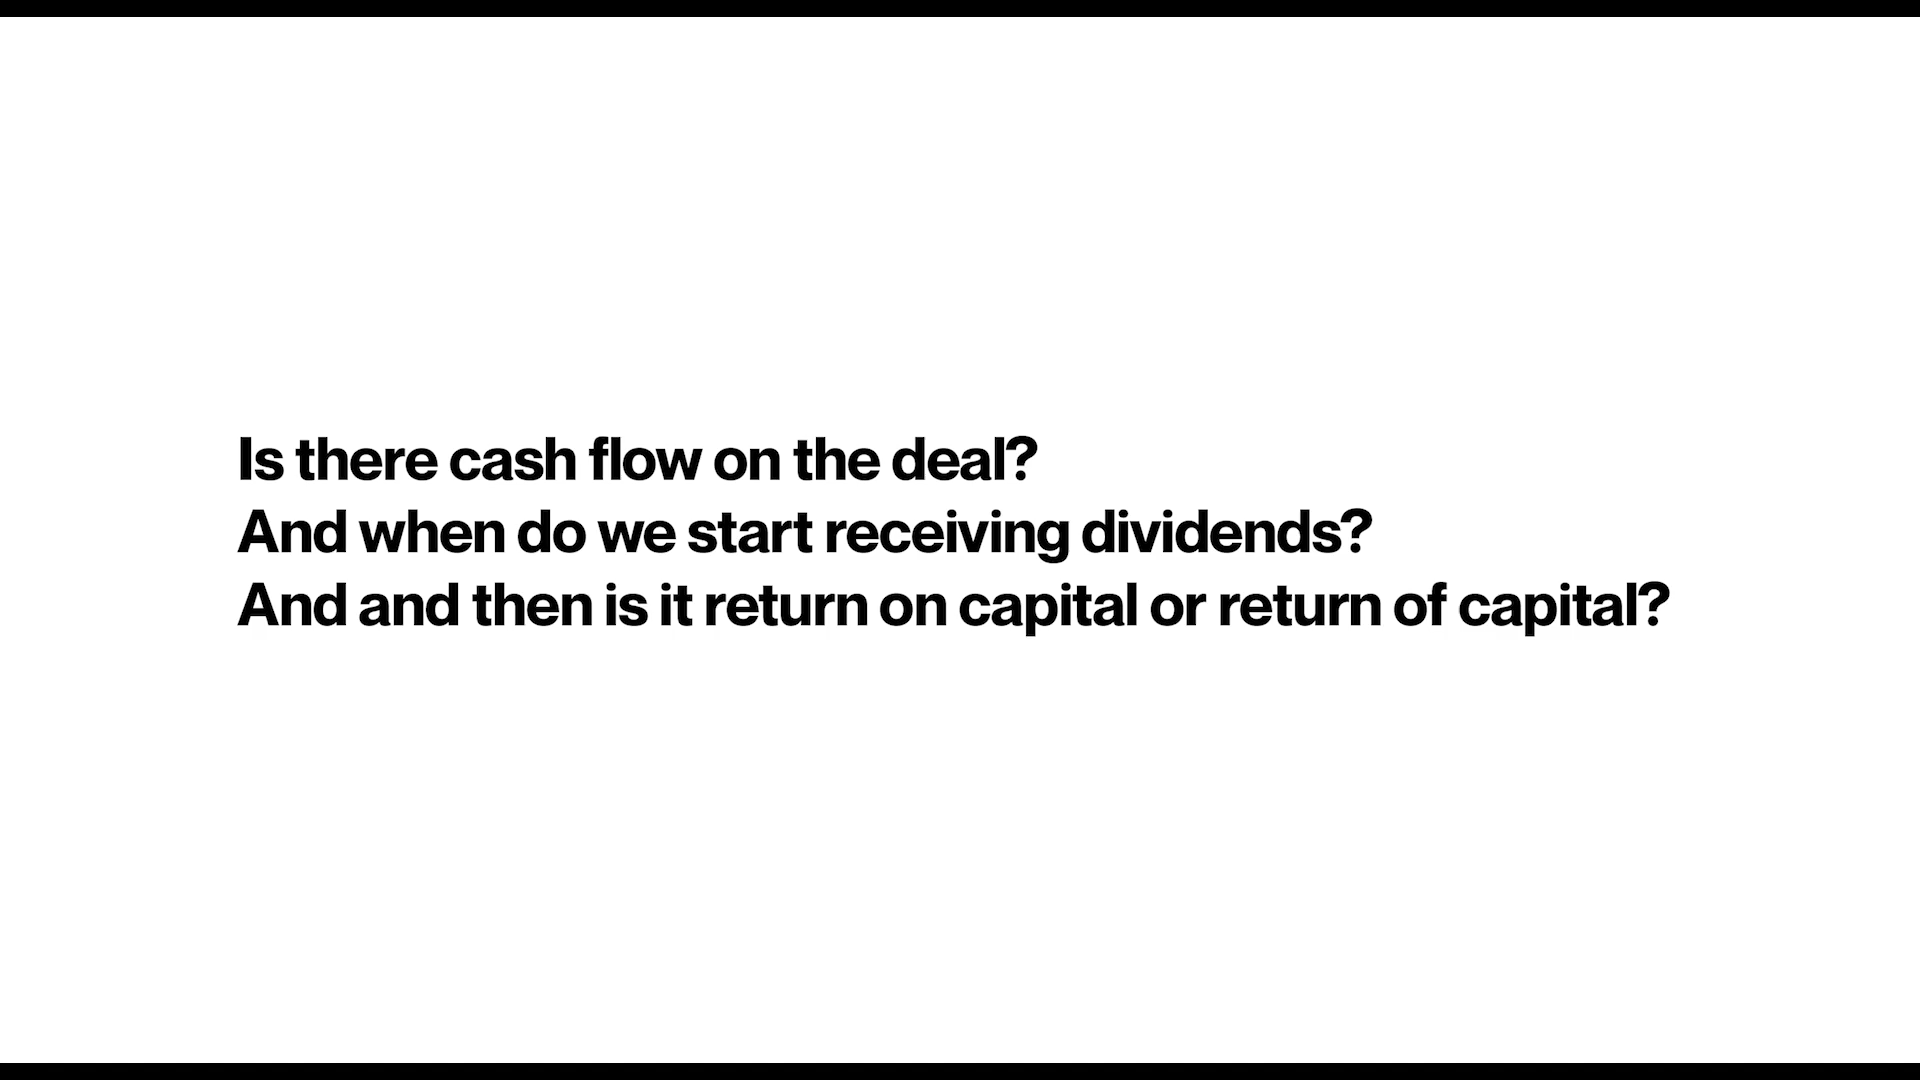 Is there cash flow on the deal?
And when do we start receiving dividends?
And and then is it return on capital or return of capital?